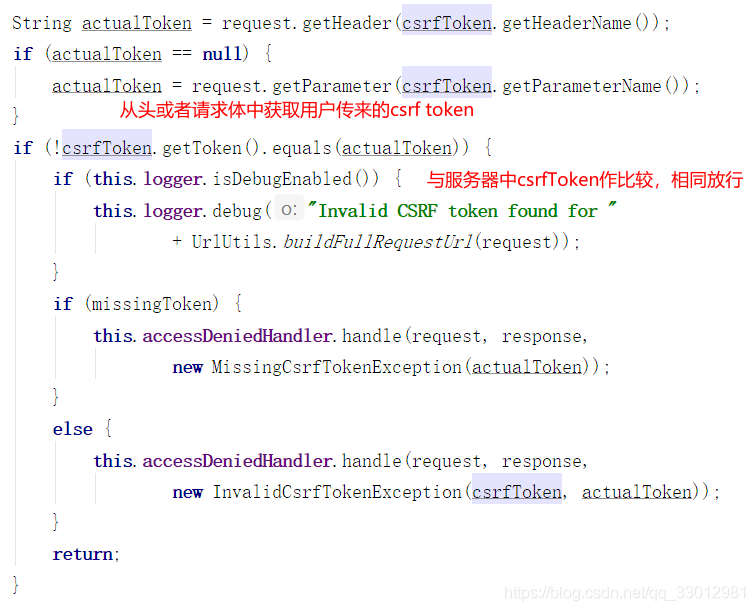 String actualToken = request.getHeader(csrfToken.getHeaderName());
if (actualToken == null) {
actualToken = request.getParameter(csrfToken.getParameterName());
} 从头或者请求体中获取用户传来的csrf token
if (!csrfToken.getToken().equals(actualToken)) {
if (this.logger.isDebugEnabled()) { 与服务器中csrfToken作比较，相同放行
this.logger.debug( o: "Invalid CSRF token found for "
+ UrlUtils.buildFullRequestUrl(request));
}
if (missingToken) {
this.accessDeniedHandler.handle(request, response,
new MissingCsrfTokenException(actualToken));
}
else {
this.accessDeniedHandler.handle(request, response,
new InvalidCsrfTokenException(csrfToken, actualToken));
}
return;
}
https://blog.csdn.net/qq_33012981